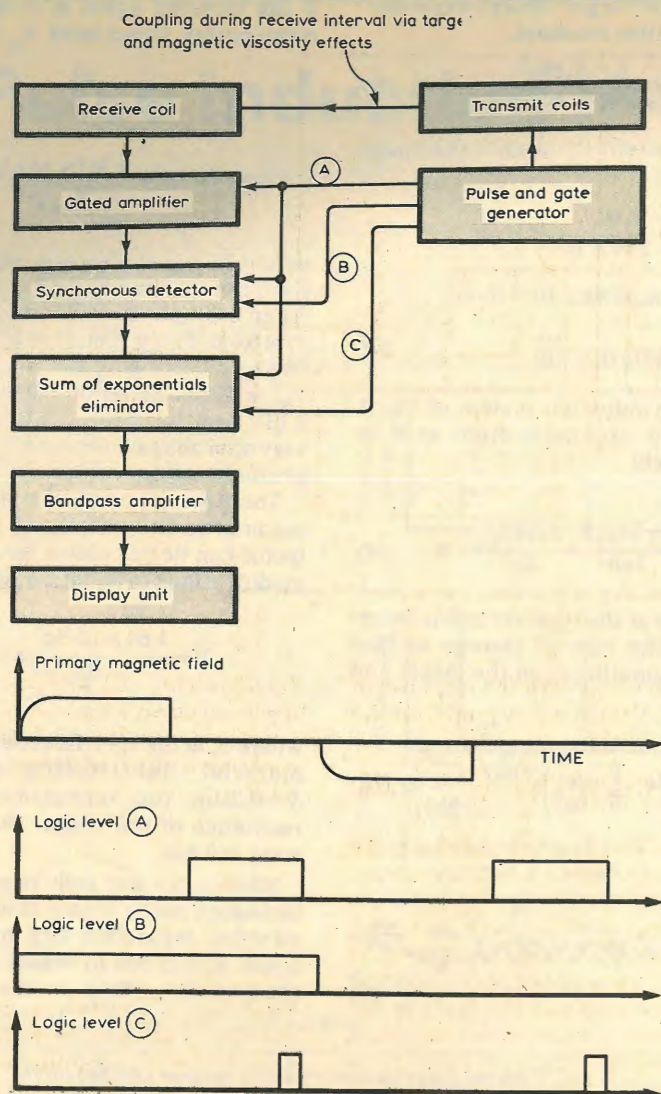 Coupling during receive interval via targe
and magnetic viscosity effects
Receive coil
Transmit coils
A
Gated amplifier
Pulse and gate
generator
B
Synchronous detector
C
Sum of exponentials
eliminator
Bandpass amplifier
Display unit
Primary magnetic field
TIME
Logic level A
Logic level B
Logic level C